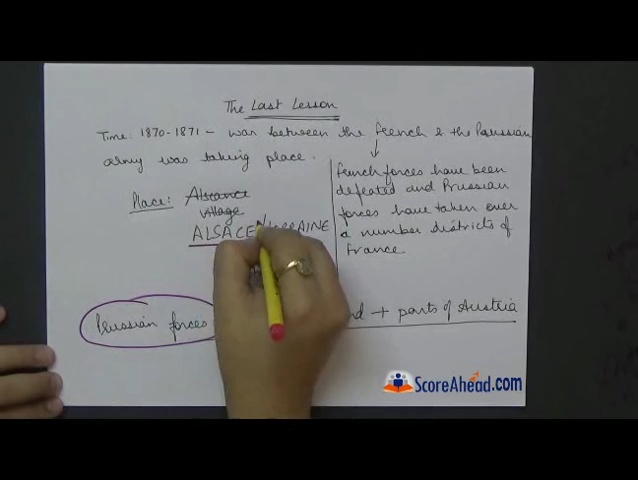 The Last Lesson
Time: 1870-1871 - war between the french & the Prussian
army was taking place.
french forces have been
defeated and Prussian
forces have taken over
a number districts of
france
Place: Alsance
village
ALSACE/
Prussian forces
+ parts of Austria
ScoreAhead.com